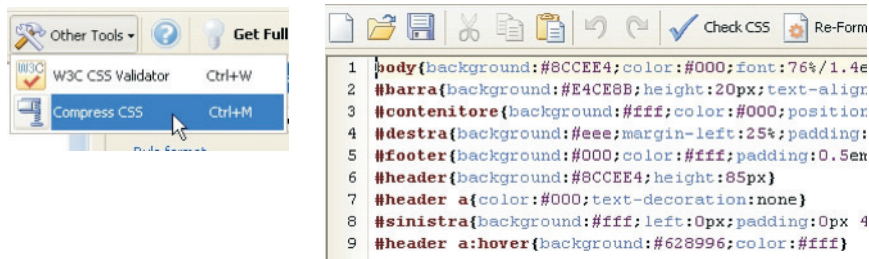 Other Tools Get Full
W3C CSS Validator Ctrl+W
Compress CSS Ctrl+M
Check CSS Re-Form
1 body{background:#8CCEE4;color:#000;font:76%/1.4e
2 #barra{background:#E4CE8B;height:20px;text-align
3 #contenitore{background:#fff;color:#000;position
4 #destra{background:#eee;margin-left:25%;padding:
5 #footer{background:#000;color:#fff;padding:0.5em
6 #header{background:#8CCEE4;height:85px}
7 #header a{color:#000;text-decoration:none}
8 #sinistra{background:#fff;left:0px;padding:0px 4
9 #header a:hover{background:#628996;color:#fff}